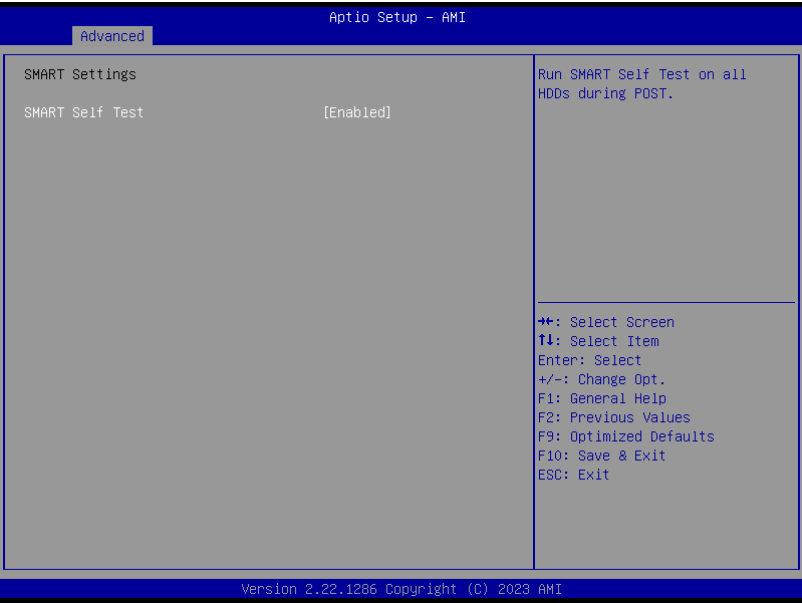 Aptio Setup – AMI
Advanced
SMART Settings
SMART Self Test [Enabled]
Run SMART Self Test on all
HDDs during POST.
→←: Select Screen
↑↓: Select Item
Enter: Select
+/-: Change Opt.
F1: General Help
F2: Previous Values
F9: Optimized Defaults
F10: Save & Exit
ESC: Exit
Version 2.22.1286 Copyright (C) 2023 AMI